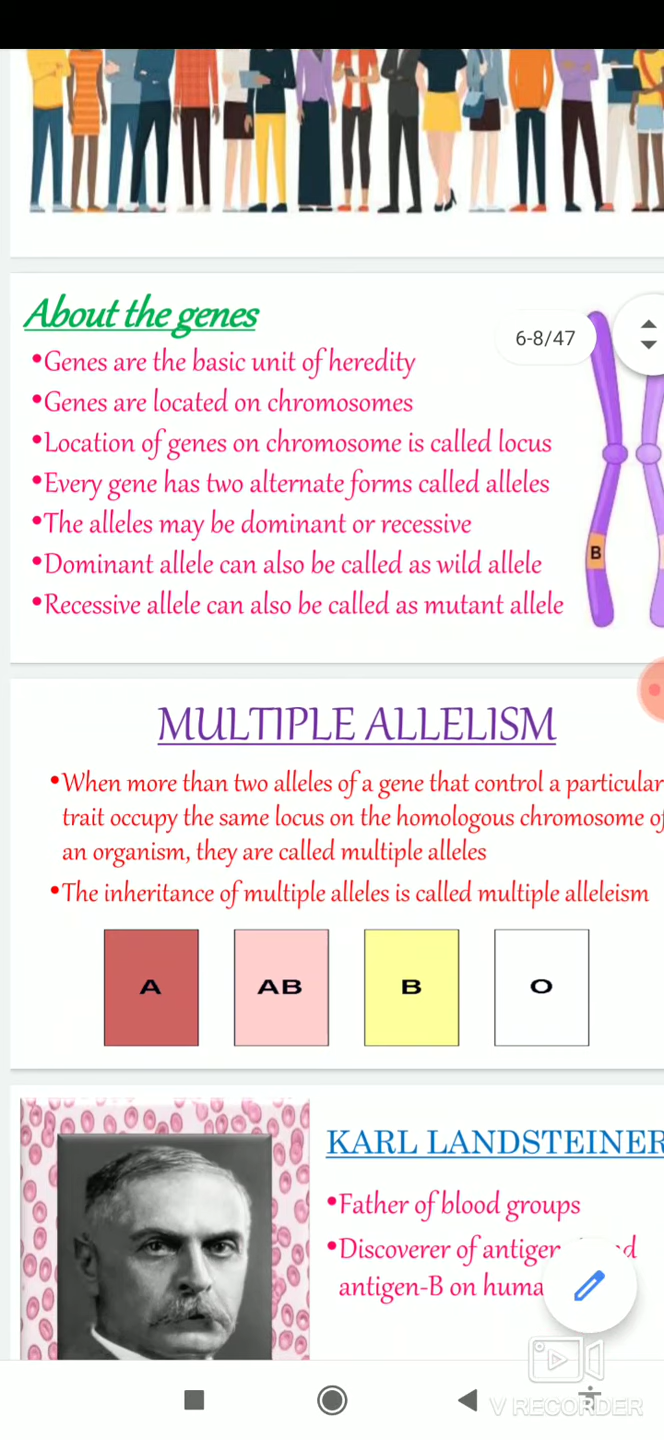 About the genes
6-8/47
•Genes are the basic unit of heredity
•Genes are located on chromosomes
•Location of genes on chromosome is called locus
•Every gene has two alternate forms called alleles
•The alleles may be dominant or recessive
B
•Dominant allele can also be called as wild allele
•Recessive allele can also be called as mutant allele
MULTIPLE ALLELISM
•When more than two alleles of a gene that control a particular
trait occupy the same locus on the homologous chromosome of
an organism, they are called multiple alleles
•The inheritance of multiple alleles is called multiple alleleism
A AB B O
KARL LANDSTEINER
•Father of blood groups
•Discoverer of antigen
antigen-B on huma
V RECORDER